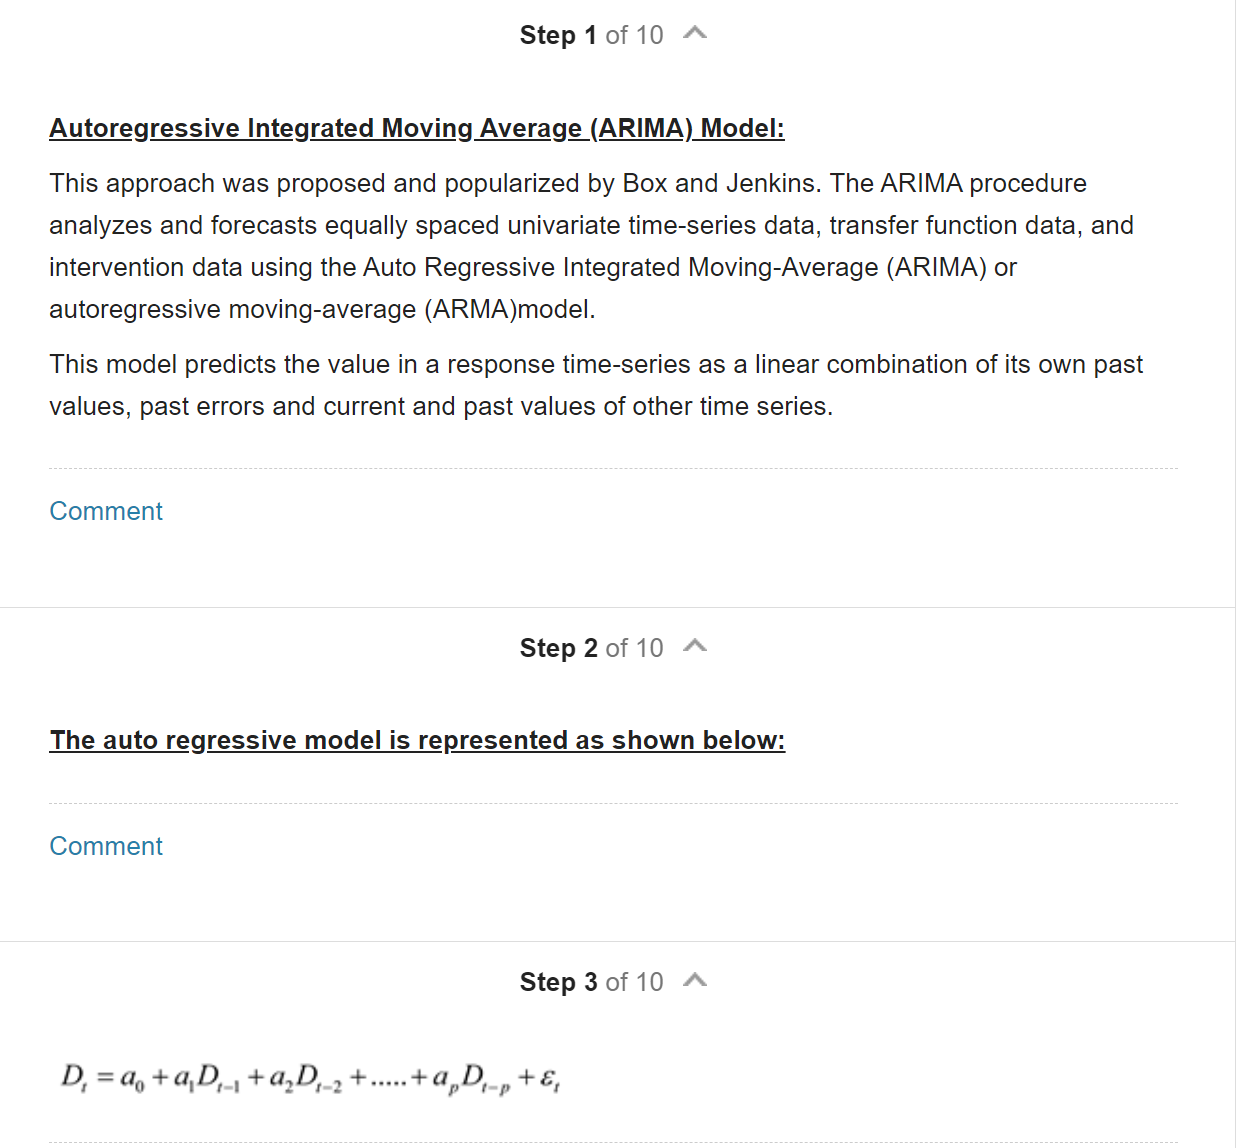 Step 1 of 10
Autoregressive Integrated Moving Average (ARIMA) Model:
This approach was proposed and popularized by Box and Jenkins. The ARIMA procedure
analyzes and forecasts equally spaced univariate time-series data, transfer function data, and
intervention data using the Auto Regressive Integrated Moving-Average (ARIMA) or
autoregressive moving-average (ARMA)model.
This model predicts the value in a response time-series as a linear combination of its own past
values, past errors and current and past values of other time series.
Comment
Step 2 of 10
The auto regressive model is represented as shown below:
Comment
Step 3 of 10
D_t = a_0 + a_1 D_{t-1} + a_2 D_{t-2} + ..... + a_p D_{t-p} + ε_t